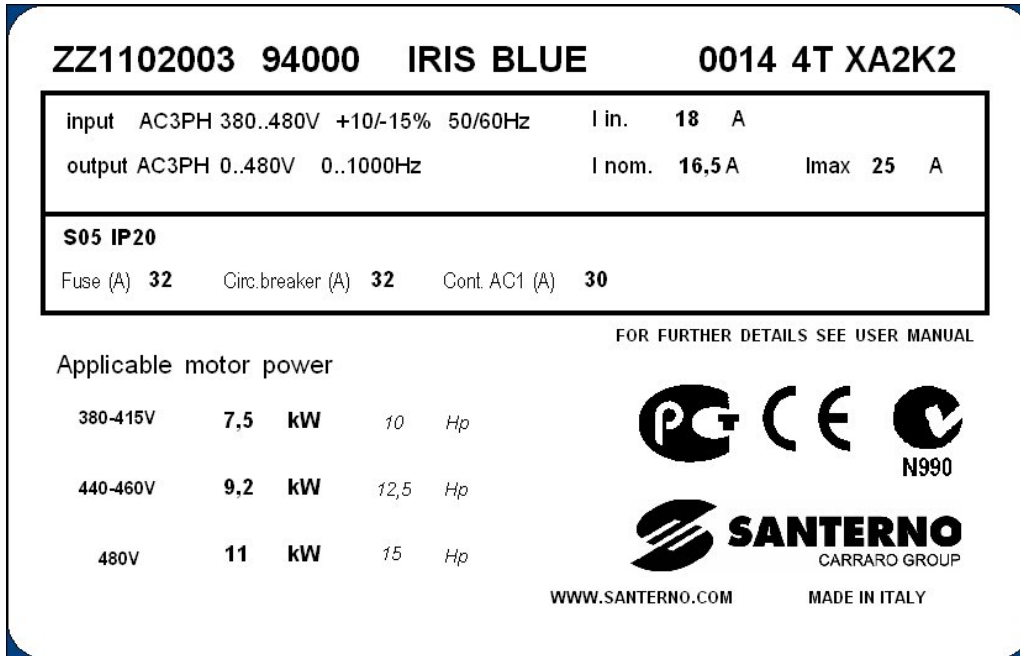 ZZ1102003 94000 IRIS BLUE 0014 4T XA2K2
input AC3PH 380..480V +10/-15% 50/60Hz I in. 18 A
output AC3PH 0..480V 0..1000Hz I nom. 16,5 A Imax 25 A
S05 IP20
Fuse (A) 32 Circ.breaker (A) 32 Cont. AC1 (A) 30
FOR FURTHER DETAILS SEE USER MANUAL
Applicable motor power
380-415V 7,5 kW 10 Hp
440-460V 9,2 kW 12,5 Hp
480V 11 kW 15 Hp
PCT CE
N990
SANTERNO
CARRARO GROUP
WWW.SANTERNO.COM MADE IN ITALY